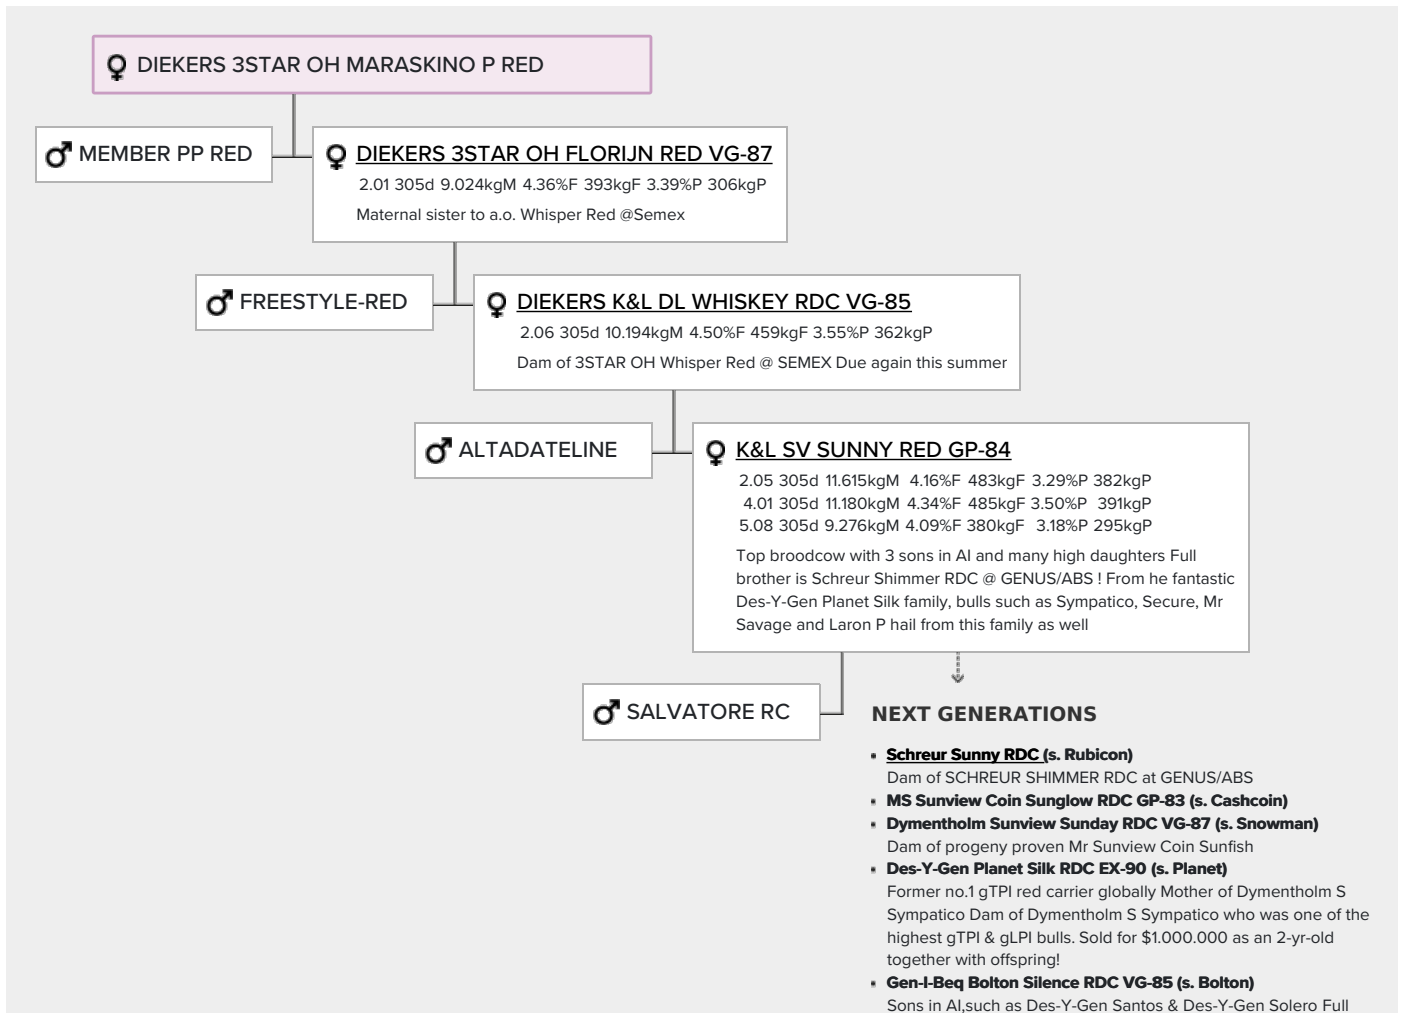 DIEKERS 3STAR OH MARASKINO P RED
MEMBER PP RED
DIEKERS 3STAR OH FLORIJN RED VG-87
2.01 305d 9.024kgM 4.36%F 393kgF 3.39%P 306kgP
Maternal sister to a.o. Whisper Red @Semex
FREESTYLE-RED
DIEKERS K&L DL WHISKEY RDC VG-85
2.06 305d 10.194kgM 4.50%F 459kgF 3.55%P 362kgP
Dam of 3STAR OH Whisper Red @ SEMEX Due again this summer
ALTADATELINE
K&L SV SUNNY RED GP-84
2.05 305d 11.615kgM 4.16%F 483kgF 3.29%P 382kgP
4.01 305d 11.180kgM 4.34%F 485kgF 3.50%P 391kgP
5.08 305d 9.276kgM 4.09%F 380kgF 3.18%P 295kgP
Top broodcow with 3 sons in AI and many high daughters Full
brother is Schreur Shimmer RDC @ GENUS/ABS ! From he fantastic
Des-Y-Gen Planet Silk family, bulls such as Sympatico, Secure, Mr
Savage and Laron P hail from this family as well
SALVATORE RC
NEXT GENERATIONS
Schreur Sunny RDC (s. Rubicon)
Dam of SCHREUR SHIMMER RDC at GENUS/ABS
MS Sunview Coin Sunglow RDC GP-83 (s. Cashcoin)
Dymentholm Sunview Sunday RDC VG-87 (s. Snowman)
Dam of progeny proven Mr Sunview Coin Sunfish
Des-Y-Gen Planet Silk RDC EX-90 (s. Planet)
Former no.1 gTPI red carrier globally Mother of Dymentholm S
Sympatico Dam of Dymentholm S Sympatico who was one of the
highest gTPI & gLPI bulls. Sold for $1.000.000 as an 2-yr-old
together with offspring!
Gen-I-Beq Bolton Silence RDC VG-85 (s. Bolton)
Sons in AI,such as Des-Y-Gen Santos & Des-Y-Gen Solero Full